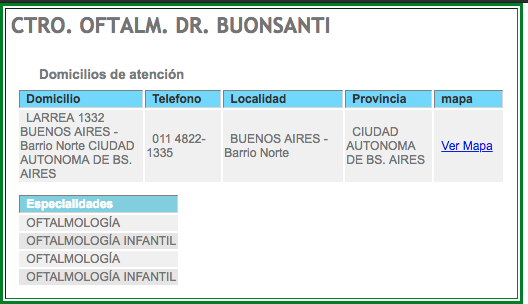 CTRO. OFTALM. DR. BUONSANTI
Domicilios de atención
Domicilio Telefono Localidad Provincia mapa
LARREA 1332
BUENOS AIRES -
Barrio Norte CIUDAD
AUTONOMA DE BS.
AIRES
011 4822-
1335
BUENOS AIRES -
Barrio Norte
CIUDAD
AUTONOMA
DE BS. AIRES
Ver Mapa
Especialidades
OFTALMOLOGÍA
OFTALMOLOGÍA INFANTIL
OFTALMOLOGÍA
OFTALMOLOGÍA INFANTIL